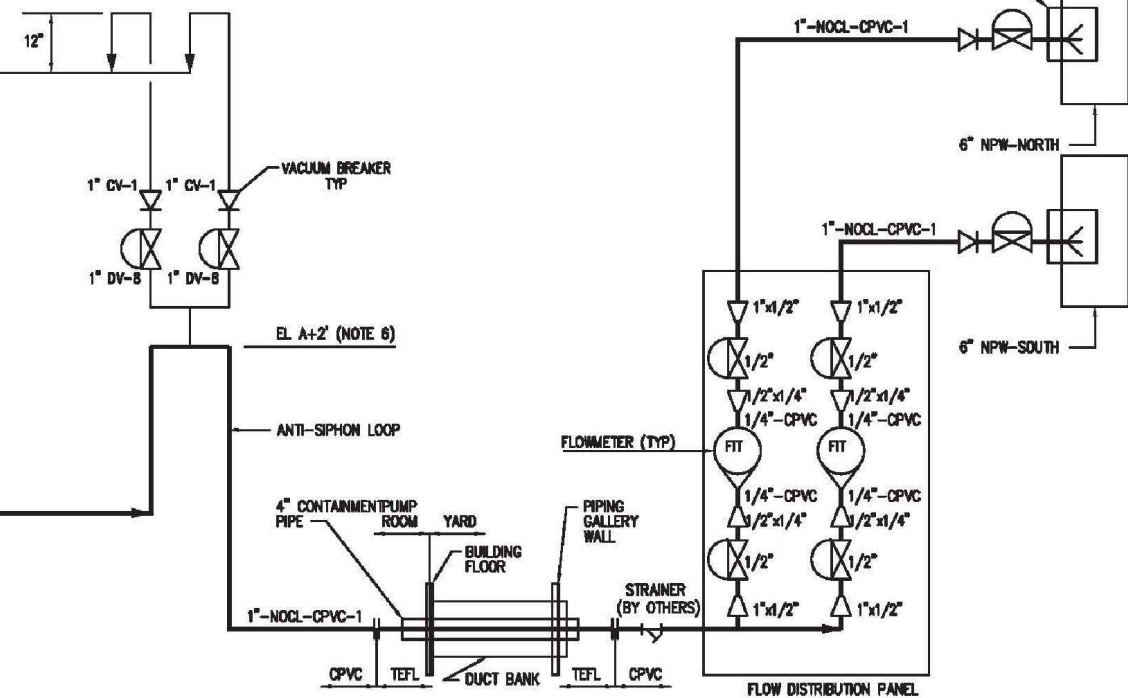 1"-NOCL-CPVC-1
12"
6" NPW-NORTH
VACUUM BREAKER
TYP
1" CV-1
1" CV-1
1"-NOCL-CPVC-1
1" DV-8
1" DV-8
1"x1/2"
1"x1/2"
EL A+2' (NOTE 6)
6" NPW-SOUTH
1/2"
1/2"
1/2"x1/4"
1/2"x1/4"
1/4"-CPVC
1/4"-CPVC
ANTI-SIPHON LOOP
FLOWMETER (TYP)
FIT
FIT
1/4"-CPVC
1/4"-CPVC
4" CONTAINMENT
PIPE
PUMP
ROOM
YARD
PIPING
GALLERY
WALL
1/2"x1/4"
1/2"x1/4"
BUILDING
FLOOR
1/2"
1/2"
STRAINER
(BY OTHERS)
1"-NOCL-CPVC-1
1"x1/2"
1"x1/2"
CPVC
TEFL
DUCT BANK
TEFL
CPVC
FLOW DISTRIBUTION PANEL